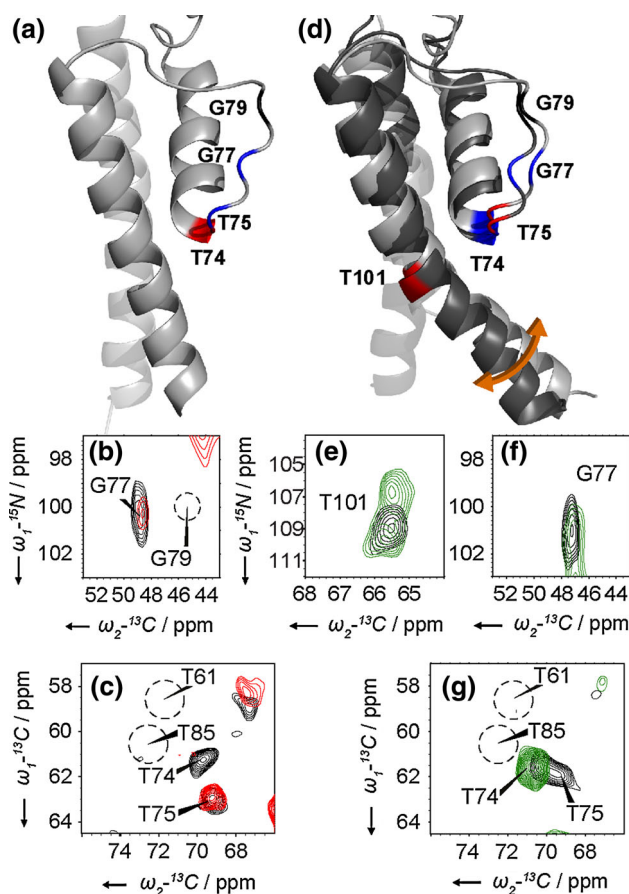 (a)
G79
G77
T75
T74
(d)
G79
G77
T75
T74
T101
(b)
98
100
102
ω1-15N / ppm
G77
G79
52 50 48 46 44
ω2-13C / ppm
(e)
105
107
109
111
ω1-15N / ppm
T101
68 67 66 65
ω2-13C / ppm
(f)
98
100
102
G77
52 50 48 46 44
ω2-13C / ppm
(c)
58
60
62
64
ω1-13C / ppm
T61
T85
T74
T75
74 72 70 68
ω2-13C / ppm
(g)
58
60
62
64
ω1-13C / ppm
T61
T85
T74
T75
74 72 70 68
ω2-13C / ppm